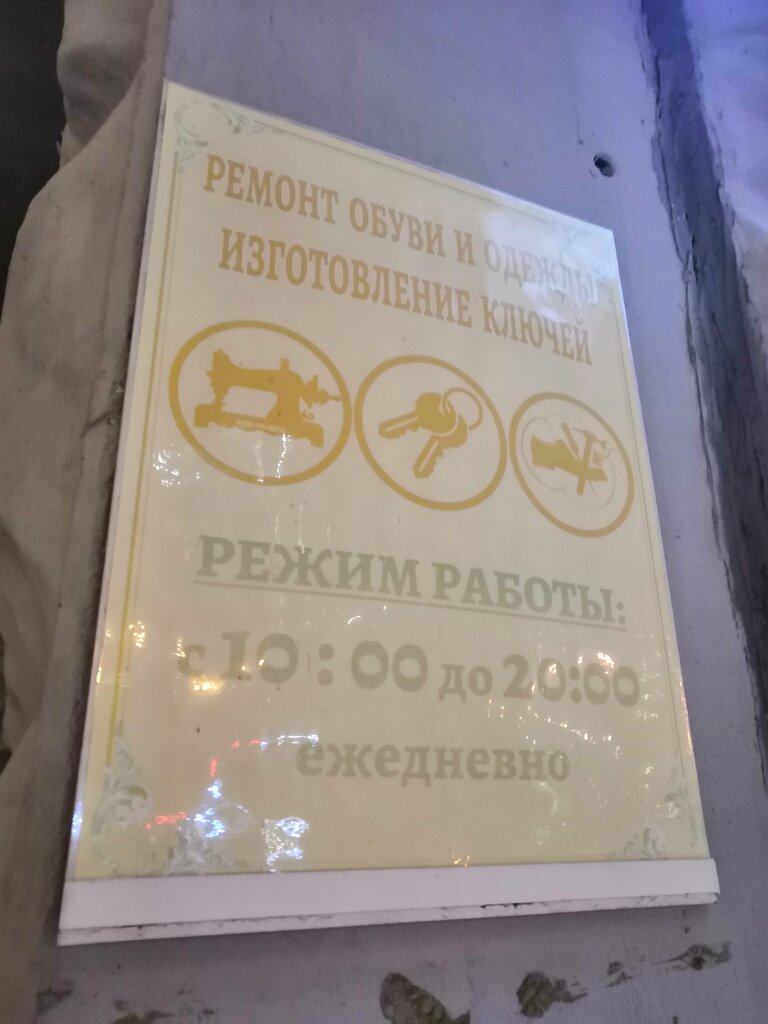 РЕМОНТ ОБУВИ И ОДЕЖДЫ
ИЗГОТОВЛЕНИЕ КЛЮЧЕЙ
РЕЖИМ РАБОТЫ:
с 10 : 00 до 20:00
ежедневно